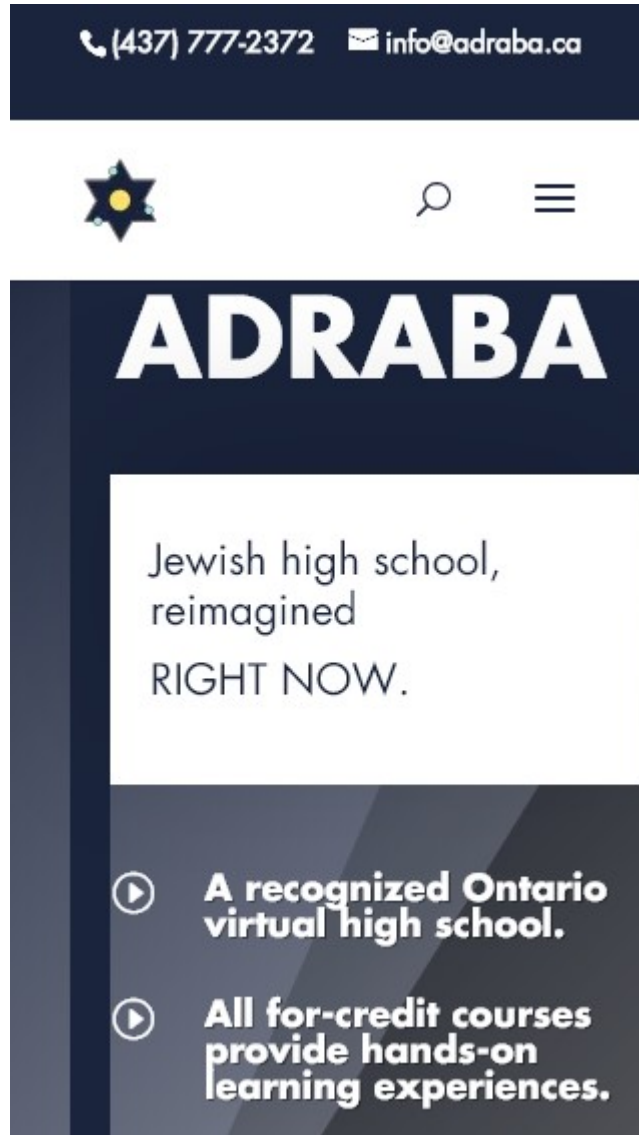 (437) 777-2372 info@adraba.ca
ADRABA
Jewish high school,
reimagined
RIGHT NOW.
A recognized Ontario
virtual high school.
All for-credit courses
provide hands-on
learning experiences.